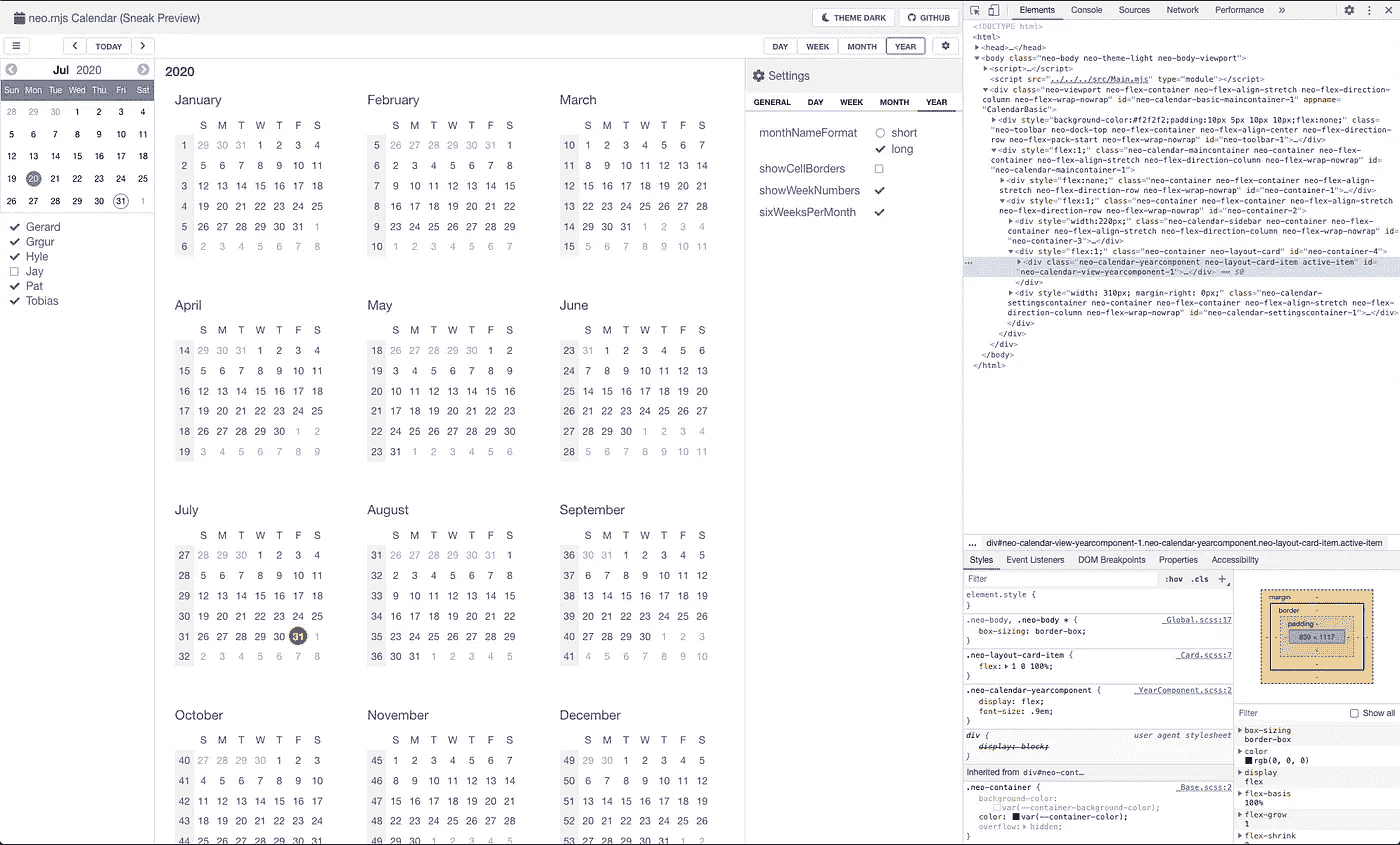 neo.mjs Calendar (Sneak Preview)
THEME DARK
GITHUB
TODAY
DAY WEEK MONTH YEAR
Jul 2020
Sun Mon Tue Wed Thu Fri Sat
28 29 30 1 2 3 4
5 6 7 8 9 10 11
12 13 14 15 16 17 18
19 20 21 22 23 24 25
26 27 28 29 30 31 1
Gerard
Grgur
Hyle
Jay
Pat
Tobias
2020
January
S M T W T F S
1 29 30 31 1 2 3 4
2 5 6 7 8 9 10 11
3 12 13 14 15 16 17 18
4 19 20 21 22 23 24 25
5 26 27 28 29 30 31 1
6 2 3 4 5 6 7 8
February
S M T W T F S
5 26 27 28 29 30 31 1
6 2 3 4 5 6 7 8
7 9 10 11 12 13 14 15
8 16 17 18 19 20 21 22
9 23 24 25 26 27 28 29
10 1 2 3 4 5 6 7
March
S M T W T F S
10 1 2 3 4 5 6 7
11 8 9 10 11 12 13 14
12 15 16 17 18 19 20 21
13 22 23 24 25 26 27 28
14 29 30 31 1 2 3 4
15 5 6 7 8 9 10 11
April
S M T W T F S
14 29 30 31 1 2 3 4
15 5 6 7 8 9 10 11
16 12 13 14 15 16 17 18
17 19 20 21 22 23 24 25
18 26 27 28 29 30 1 2
19 3 4 5 6 7 8 9
May
S M T W T F S
18 26 27 28 29 30 1 2
19 3 4 5 6 7 8 9
20 10 11 12 13 14 15 16
21 17 18 19 20 21 22 23
22 24 25 26 27 28 29 30
23 31 1 2 3 4 5 6
June
S M T W T F S
23 31 1 2 3 4 5 6
24 7 8 9 10 11 12 13
25 14 15 16 17 18 19 20
26 21 22 23 24 25 26 27
27 28 29 30 1 2 3 4
28 5 6 7 8 9 10 11
July
S M T W T F S
27 28 29 30 1 2 3 4
28 5 6 7 8 9 10 11
29 12 13 14 15 16 17 18
30 19 20 21 22 23 24 25
31 26 27 28 29 30 31 1
32 2 3 4 5 6 7 8
August
S M T W T F S
31 26 27 28 29 30 31 1
32 2 3 4 5 6 7 8
33 9 10 11 12 13 14 15
34 16 17 18 19 20 21 22
35 23 24 25 26 27 28 29
36 30 31 1 2 3 4 5
September
S M T W T F S
36 30 31 1 2 3 4 5
37 6 7 8 9 10 11 12
38 13 14 15 16 17 18 19
39 20 21 22 23 24 25 26
40 27 28 29 30 1 2 3
41 4 5 6 7 8 9 10
October
S M T W T F S
40 27 28 29 30 1 2 3
41 4 5 6 7 8 9 10
42 11 12 13 14 15 16 17
43 18 19 20 21 22 23 24
44 25 26 27 28 29 30 31
November
S M T W T F S
45 1 2 3 4 5 6 7
46 8 9 10 11 12 13 14
47 15 16 17 18 19 20 21
48 22 23 24 25 26 27 28
49 29 30 1 2 3 4 5
December
S M T W T F S
49 29 30 1 2 3 4 5
50 6 7 8 9 10 11 12
51 13 14 15 16 17 18 19
52 20 21 22 23 24 25 26
53 27 28 29 30 31 1 2
Settings
GENERAL DAY WEEK MONTH YEAR
monthNameFormat
short
long
showCellBorders
showWeekNumbers
sixWeeksPerMonth
Elements Console Sources Network Performance »
<!DOCTYPE html>
<html>
<head>…</head>
<body class="neo-body neo-theme-light neo-body-viewport">
<script>…</script>
<script src="../../../src/Main.mjs" type="module"></script>
<div class="neo-viewport neo-flex-container neo-flex-align-stretch neo-flex-direction-
column neo-flex-wrap-nowrap" id="neo-calendar-basic-maincontainer-1" appname=
"CalendarBasic">
<div style="background-color:#f2f2f2;padding:10px 5px 10px 10px;flex:none;" class=
"neo-toolbar neo-dock-top neo-flex-container neo-flex-align-center neo-flex-direction-
row neo-flex-pack-start neo-flex-wrap-nowrap" id="neo-toolbar-1">…</div>
<div style="flex:1;" class="neo-calendar-maincontainer neo-container neo-flex-
container neo-flex-align-stretch neo-flex-direction-column neo-flex-wrap-nowrap" id=
"neo-calendar-maincontainer-1">
<div style="flex:none;" class="neo-container neo-flex-container neo-flex-align-
stretch neo-flex-direction-row neo-flex-wrap-nowrap" id="neo-container-1">…</div>
<div style="flex:1;" class="neo-container neo-flex-container neo-flex-align-stretch
neo-flex-direction-row neo-flex-wrap-nowrap" id="neo-container-2">
<div style="width:220px;" class="neo-calendar-sidebar neo-container neo-flex-
container neo-flex-align-stretch neo-flex-direction-column neo-flex-wrap-nowrap" id=
"neo-container-3">…</div>
<div style="flex:1;" class="neo-container neo-layout-card" id="neo-container-4">
… <div class="neo-calendar-yearcomponent neo-layout-card-item active-item" id=
"neo-calendar-view-yearcomponent-1">…</div> == $0
</div>
<div style="width: 310px; margin-right: 0px;" class="neo-calendar-
settingscontainer neo-flex-container neo-flex-align-stretch neo-flex-
direction-column neo-flex-wrap-nowrap" id="neo-calendar-settingscontainer-1">…</div>
</div>
</div>
</div>
</body>
</html>
… div#neo-calendar-view-yearcomponent-1.neo-calendar-yearcomponent.neo-layout-card-item.active-item
Styles Event Listeners DOM Breakpoints Properties Accessibility
Filter :hov .cls +
element.style {
}
.neo-body, .neo-body * { _Global.scss:17
box-sizing: border-box;
}
.neo-layout-card-item { _Card.scss:7
flex: 1 0 100%;
}
.neo-calendar-yearcomponent { _YearComponent.scss:2
display: flex;
font-size: .9em;
}
div { user agent stylesheet
display: block;
}
Inherited from div#neo-cont…
.neo-container { _Base.scss:2
background-color:
var(--container-background-color);
color: var(--container-color);
overflow: hidden;
}
margin -
border -
padding -
839 × 1117
Filter Show all
box-sizing
border-box
color
rgb(0, 0, 0)
display
flex
flex-basis
100%
flex-grow
1
flex-shrink